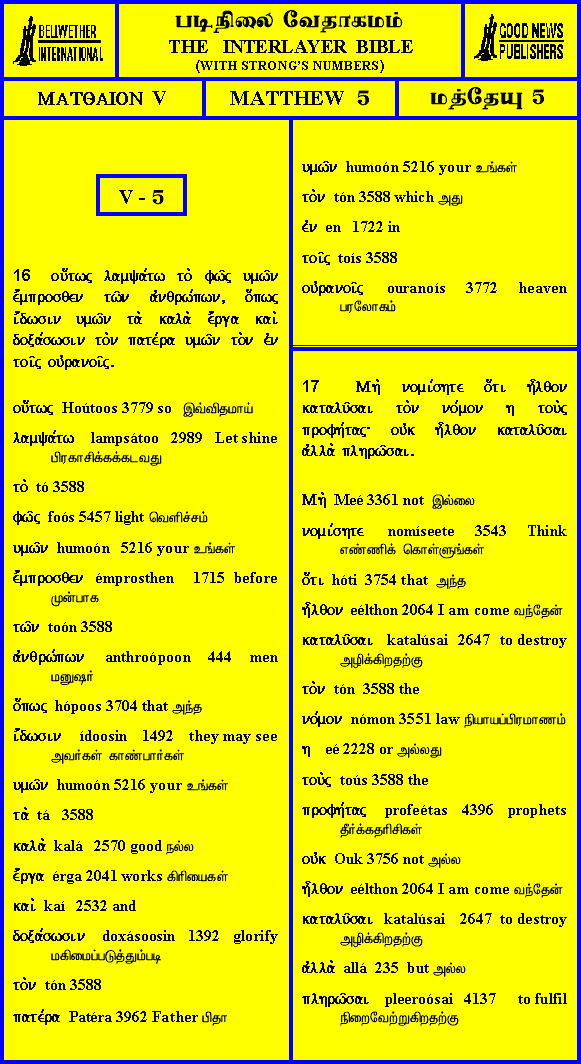 BELLWETHER
INTERNATIONAL
படிநிலை வேதாகமம்
THE INTERLAYER BIBLE
(WITH STRONG'S NUMBERS)
GOOD NEWS
PUBLISHERS
ΜΑΤΘΑΙΟΝ V
MATTHEW 5
மத்தேயு 5
V - 5
16 οὕτως λαμψάτω τὸ φῶς υμῶν
ἔμπροσθεν τῶν ἀνθρώπων, ὅπως
ἴδωσιν υμῶν τὰ καλὰ ἔργα καὶ
δοξάσωσιν τὸν πατέρα υμῶν τὸν ἐν
τοῖς οὐρανοῖς.
οὕτως Hoútoos 3779 so இவ்விதமாய்
λαμψάτω lampsátoo 2989 Let shine
பிரகாசிக்கக்கடவது
τὸ tó 3588
φῶς foós 5457 light வெளிச்சம்
υμῶν humoón 5216 your உங்கள்
ἔμπροσθεν émprosthen 1715 before
முன்பாக
τῶν toón 3588
ἀνθρώπων anthroópoon 444 men
மனுஷர்
ὅπως hópoos 3704 that அந்த
ἴδωσιν ídoosin 1492 they may see
அவர்கள் காண்பார்கள்
υμῶν humoón 5216 your உங்கள்
τὰ tá 3588
καλὰ kalá 2570 good நல்ல
ἔργα érga 2041 works கிரியைகள்
καὶ kaí 2532 and
δοξάσωσιν doxásoosin 1392 glorify
மகிமைப்படுத்தும்படி
τὸν tón 3588
πατέρα Patéra 3962 Father பிதா
υμῶν humoón 5216 your உங்கள்
τὸν tón 3588 which அது
ἐν en 1722 in
τοῖς toís 3588
οὐρανοῖς ouranoís 3772 heaven
பரலோகம்
17 Μὴ νομίσητε ὅτι ἦλθον
καταλῦσαι τὸν νόμον η τοὺς
προφήτας· οὐκ ἦλθον καταλῦσαι
ἀλλὰ πληρῶσαι.
Μὴ Meé 3361 not இல்லை
νομίσητε nomíseete 3543 Think
எண்ணிக் கொள்ளுங்கள்
ὅτι hóti 3754 that அந்த
ἦλθον eélthon 2064 I am come வந்தேன்
καταλῦσαι katalúsai 2647 to destroy
அழிக்கிறதற்கு
τὸν tón 3588 the
νόμον nómon 3551 law நியாயப்பிரமாணம்
η eé 2228 or அல்லது
τοὺς toús 3588 the
προφήτας profeétas 4396 prophets
தீர்க்கதரிசிகள்
οὐκ Ouk 3756 not அல்ல
ἦλθον eélthon 2064 I am come வந்தேன்
καταλῦσαι katalúsai 2647 to destroy
அழிக்கிறதற்கு
ἀλλὰ allá 235 but அல்ல
πληρῶσαι pleeroósai 4137 to fulfil
நிறைவேற்றுகிறதற்கு